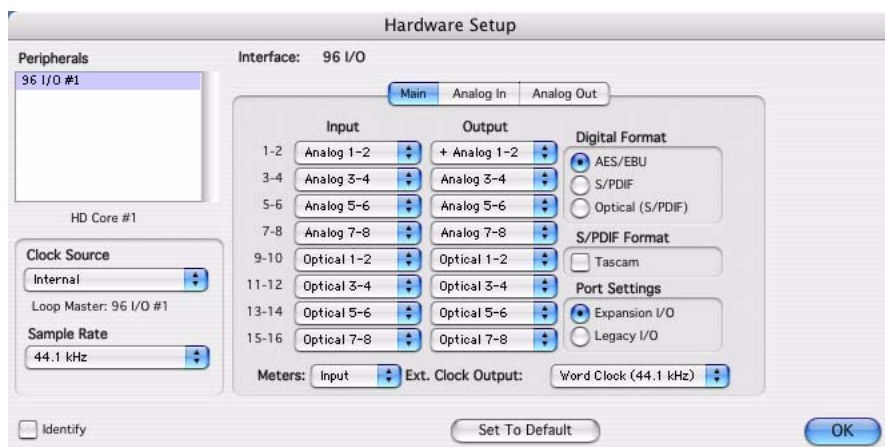 Hardware Setup
Peripherals
96 I/O #1
HD Core #1
Clock Source
Internal
Loop Master: 96 I/O #1
Sample Rate
44.1 kHz
Identify
Interface: 96 I/O
Main Analog In Analog Out
Input Output
1-2 Analog 1-2 + Analog 1-2
3-4 Analog 3-4 Analog 3-4
5-6 Analog 5-6 Analog 5-6
7-8 Analog 7-8 Analog 7-8
9-10 Optical 1-2 Optical 1-2
11-12 Optical 3-4 Optical 3-4
13-14 Optical 5-6 Optical 5-6
15-16 Optical 7-8 Optical 7-8
Digital Format
AES/EBU
S/PDIF
Optical (S/PDIF)
S/PDIF Format
Tascam
Port Settings
Expansion I/O
Legacy I/O
Meters: Input Ext. Clock Output: Word Clock (44.1 kHz)
Set To Default
OK